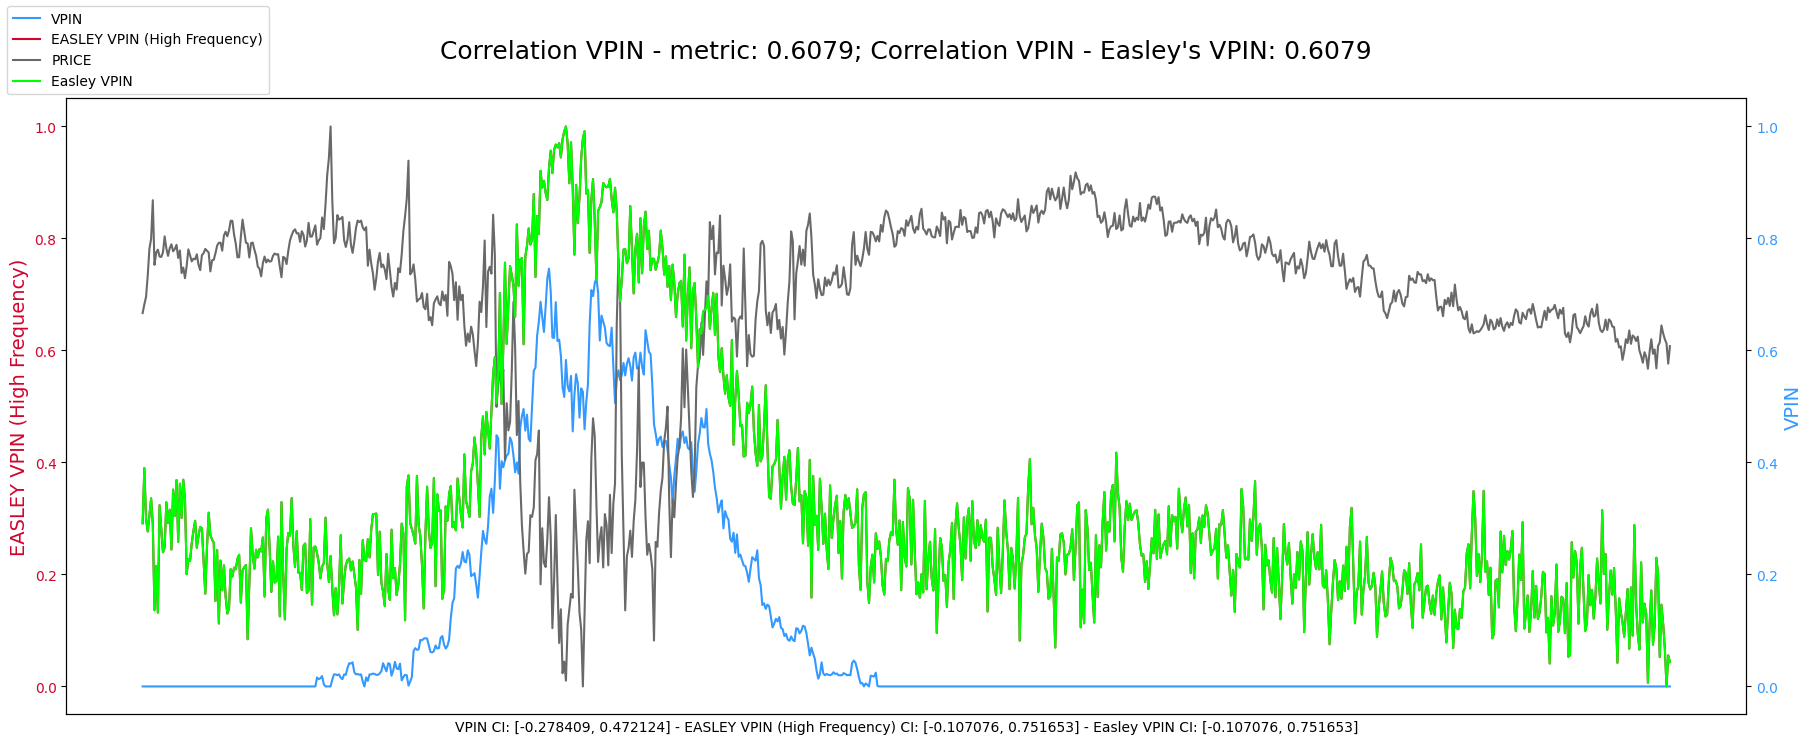 VPIN
EASLEY VPIN (High Frequency)
PRICE
Easley VPIN
Correlation VPIN - metric: 0.6079; Correlation VPIN - Easley's VPIN: 0.6079
EASLEY VPIN (High Frequency)
1.0
0.8
0.6
0.4
0.2
0.0
1.0
0.8
0.6
0.4
0.2
0.0
VPIN
VPIN CI: [-0.278409, 0.472124] - EASLEY VPIN (High Frequency) CI: [-0.107076, 0.751653] - Easley VPIN CI: [-0.107076, 0.751653]